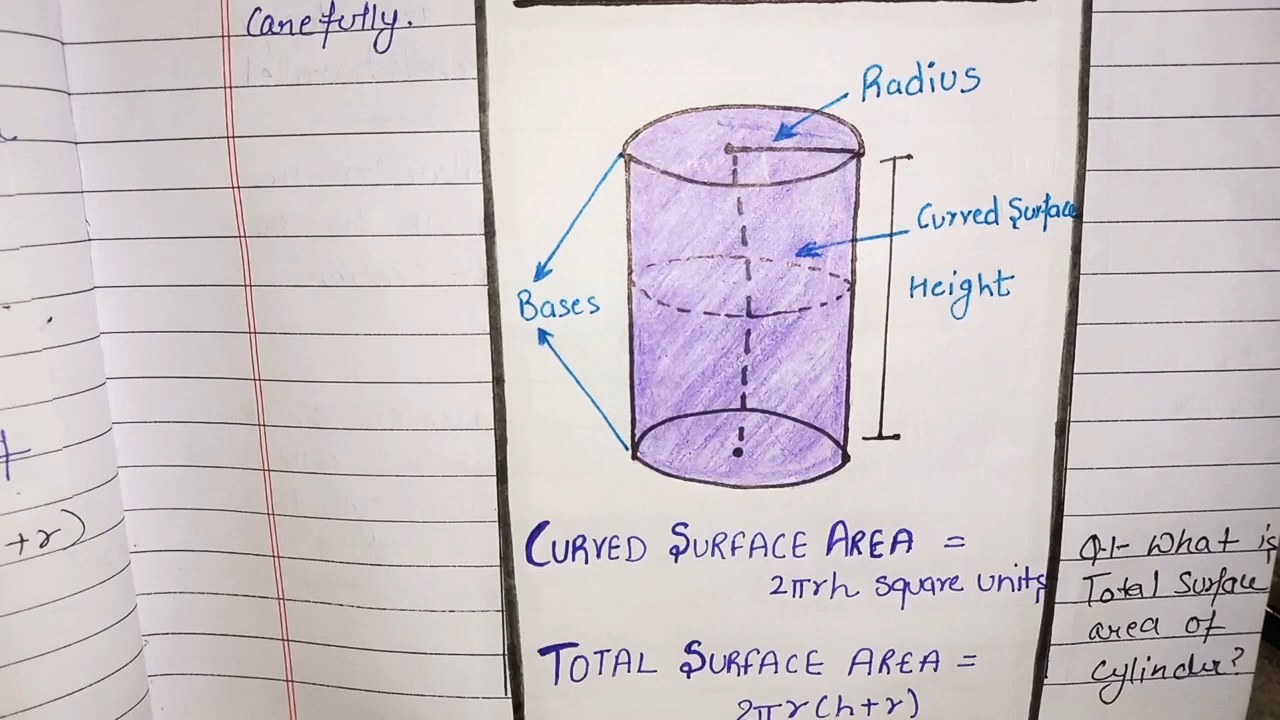 Carefully.
Radius
Curved Surface
Height
Bases
+r)
CURVED SURFACE AREA =
2πrh square units
TOTAL SURFACE AREA =
2πr(h+r)
Q1- What is
Total Surface
area of
Cylinder?